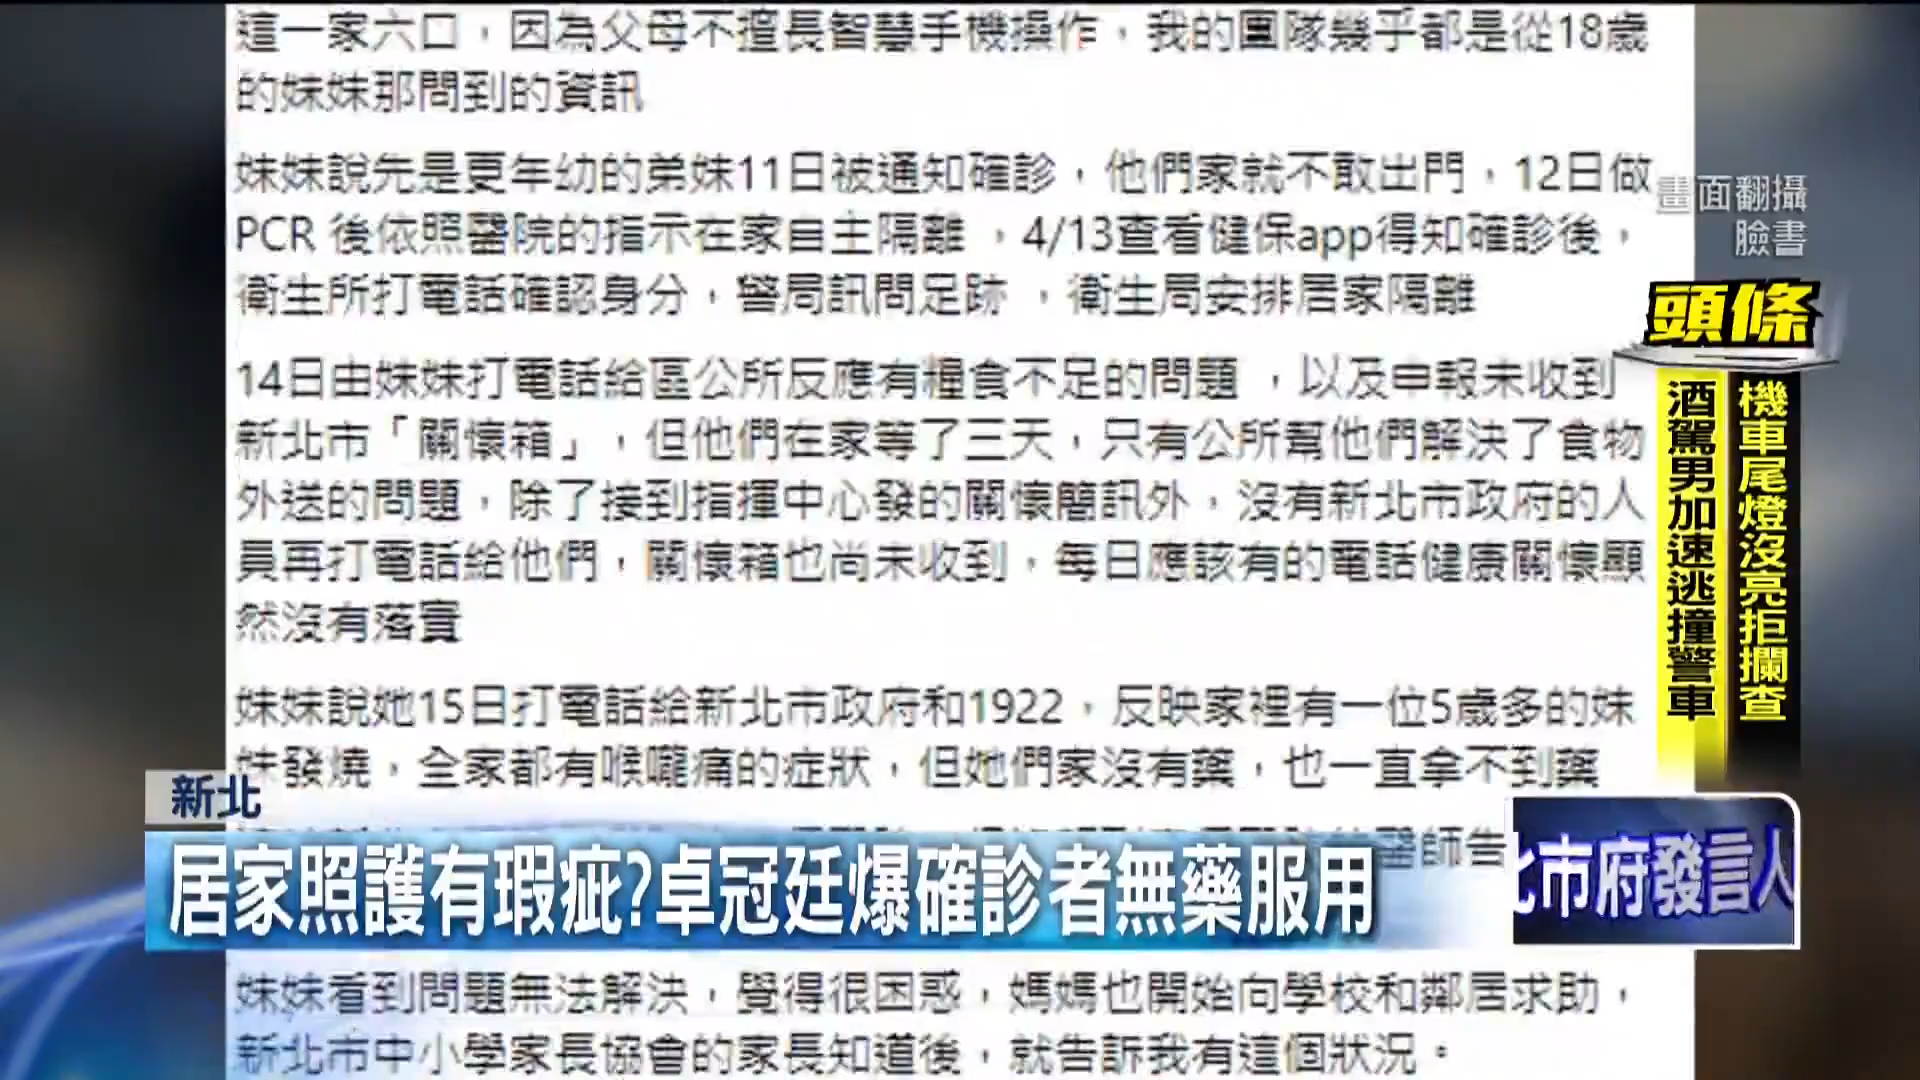 這一家六口，因為父母不擅長智慧手機操作，我的團隊幾乎都是從18歲
的妹妹那問到的資訊
妹妹說先是更年幼的弟妹11日被通知確診，他們家就不敢出門，12日做
PCR 後依照醫院的指示在家自主隔離 ，4/13查看健保app得知確診後，
衛生所打電話確認身分，警局訊問足跡 ，衛生局安排居家隔離
14日由妹妹打電話給區公所反應有糧食不足的問題 ，以及申報未收到
新北市「關懷箱」，但他們在家等了三天，只有公所幫他們解決了食物
外送的問題，除了接到指揮中心發的關懷簡訊外，沒有新北市政府的人
員再打電話給他們，關懷箱也尚未收到，每日應該有的電話健康關懷顯
然沒有落實
妹妹說她15日打電話給新北市政府和1922，反映家裡有一位5歲多的妹
妹發燒，全家都有喉嚨痛的症狀，但她們家沒有藥，也一直拿不到藥
醫師告
妹妹看到問題無法解決，覺得很困惑，媽媽也開始向學校和鄰居求助，
新北市中小學家長協會的家長知道後，就告訴我有這個狀況。
畫面翻攝
臉書
頭條
機車尾燈沒亮拒攔查
酒駕男加速逃撞警車
新北
居家照護有瑕疵?卓冠廷爆確診者無藥服用
北市府發言人